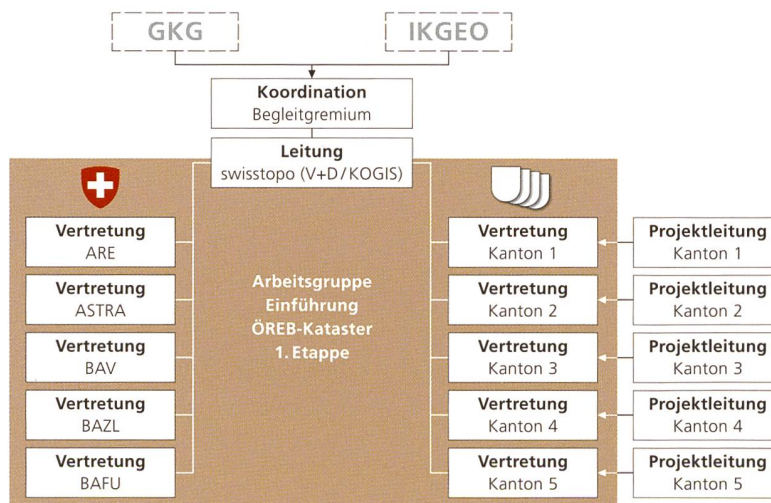 GKG
IKGEO
Koordination
Begleitgremium
Leitung
swisstopo (V+D/KOGIS)
Vertretung
ARE
Vertretung
ASTRA
Vertretung
BAV
Vertretung
BAZL
Vertretung
BAFU
Arbeitsgruppe
Einführung
ÖREB-Kataster
1. Etappe
Vertretung
Kanton 1
Projektleitung
Kanton 1
Vertretung
Kanton 2
Projektleitung
Kanton 2
Vertretung
Kanton 3
Projektleitung
Kanton 3
Vertretung
Kanton 4
Projektleitung
Kanton 4
Vertretung
Kanton 5
Projektleitung
Kanton 5